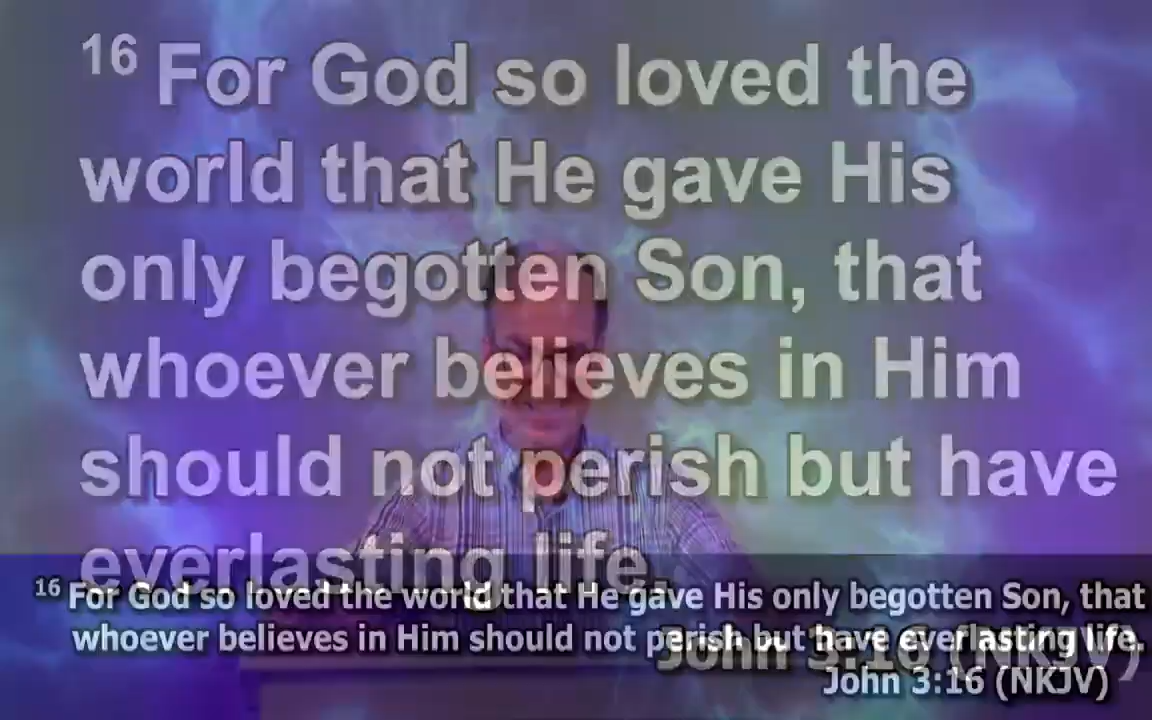 16 For God so loved the
world that He gave His
only begotten Son, that
whoever believes in Him
should not perish but have
everlasting life.
John 3:16 (NKJV)
16 For God so loved the world that He gave His only begotten Son, that
whoever believes in Him should not perish but have everlasting life.
John 3:16 (NKJV)